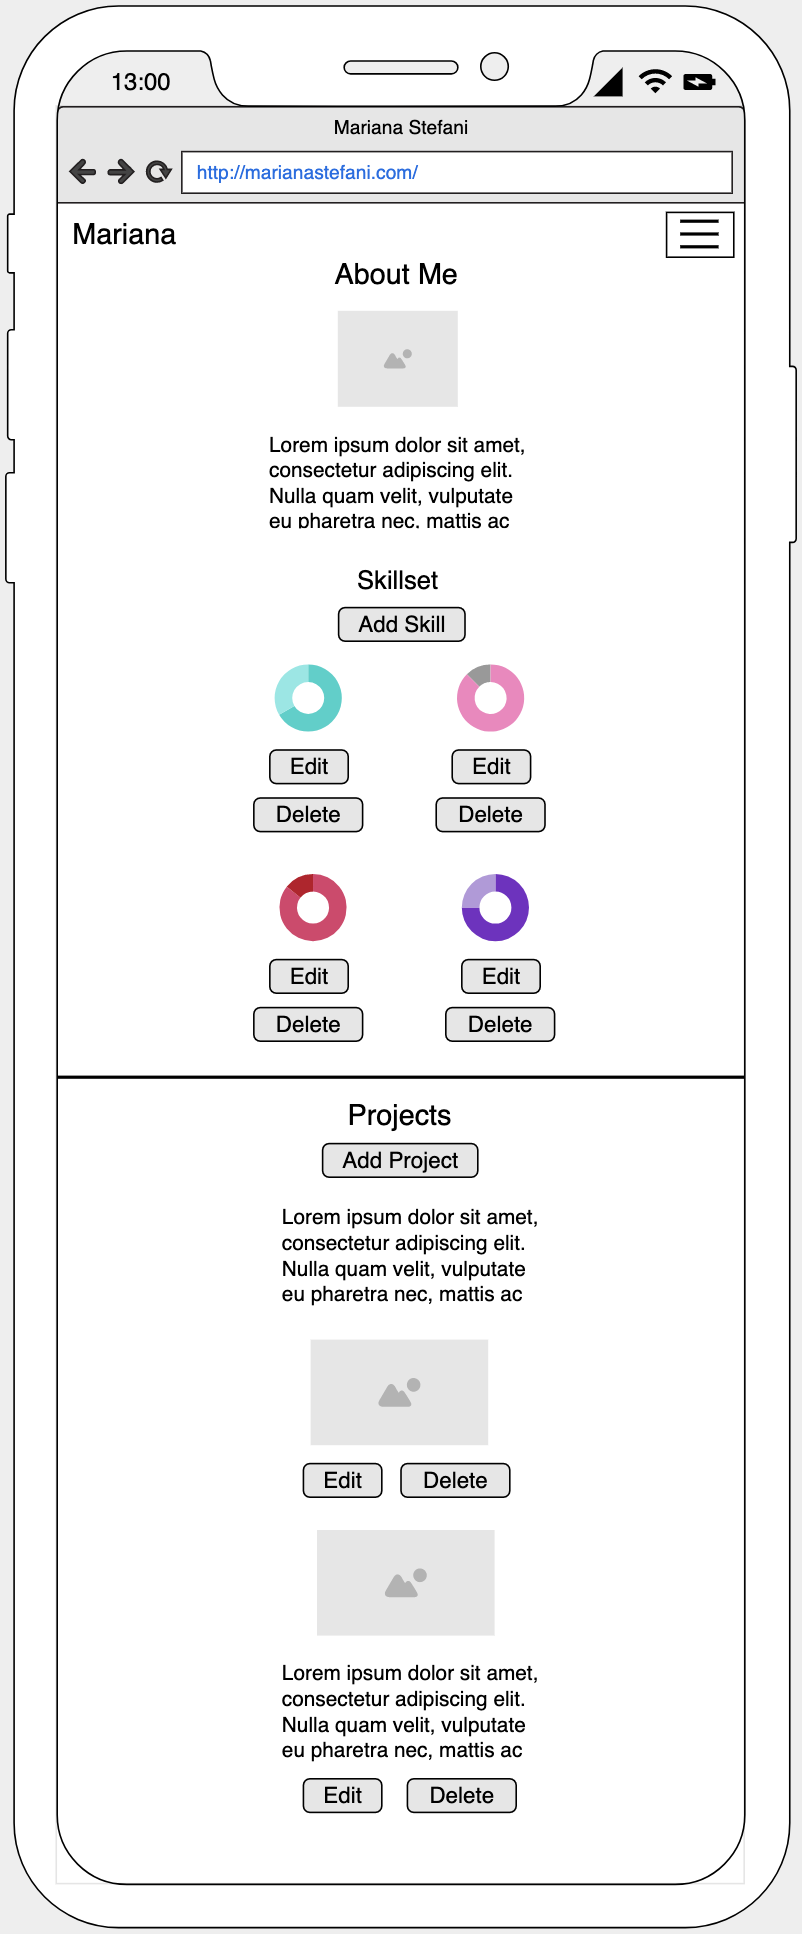 13:00
Mariana Stefani
http://marianastefani.com/
Mariana
About Me
Lorem ipsum dolor sit amet,
consectetur adipiscing elit.
Nulla quam velit, vulputate
eu pharetra nec, mattis ac
Skillset
Add Skill
Edit Edit
Delete Delete
Edit Edit
Delete Delete
Projects
Add Project
Lorem ipsum dolor sit amet,
consectetur adipiscing elit.
Nulla quam velit, vulputate
eu pharetra nec, mattis ac
Edit Delete
Lorem ipsum dolor sit amet,
consectetur adipiscing elit.
Nulla quam velit, vulputate
eu pharetra nec, mattis ac
Edit Delete